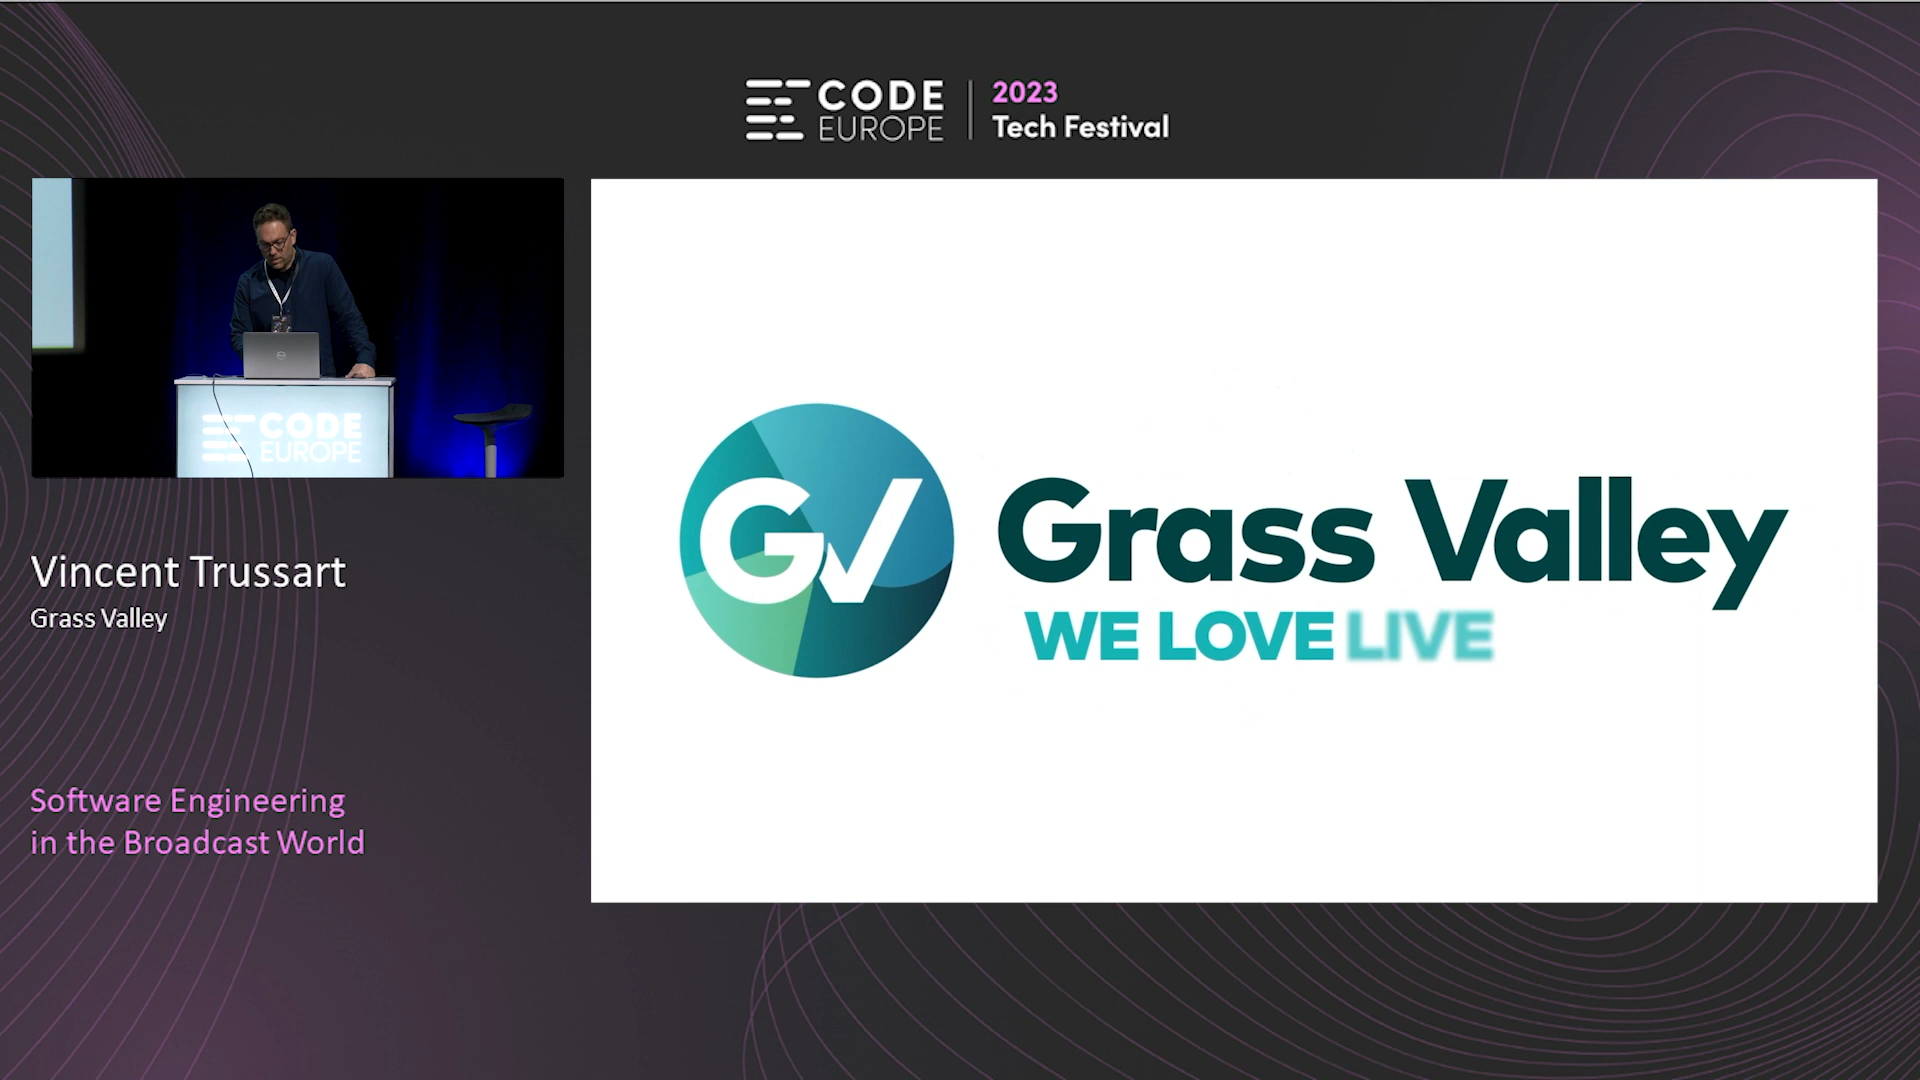 CODE
EUROPE
2023
Tech Festival
CODE
EUROPE
Vincent Trussart
Grass Valley
Software Engineering
in the Broadcast World
GV
Grass Valley
WE LOVE LIVE